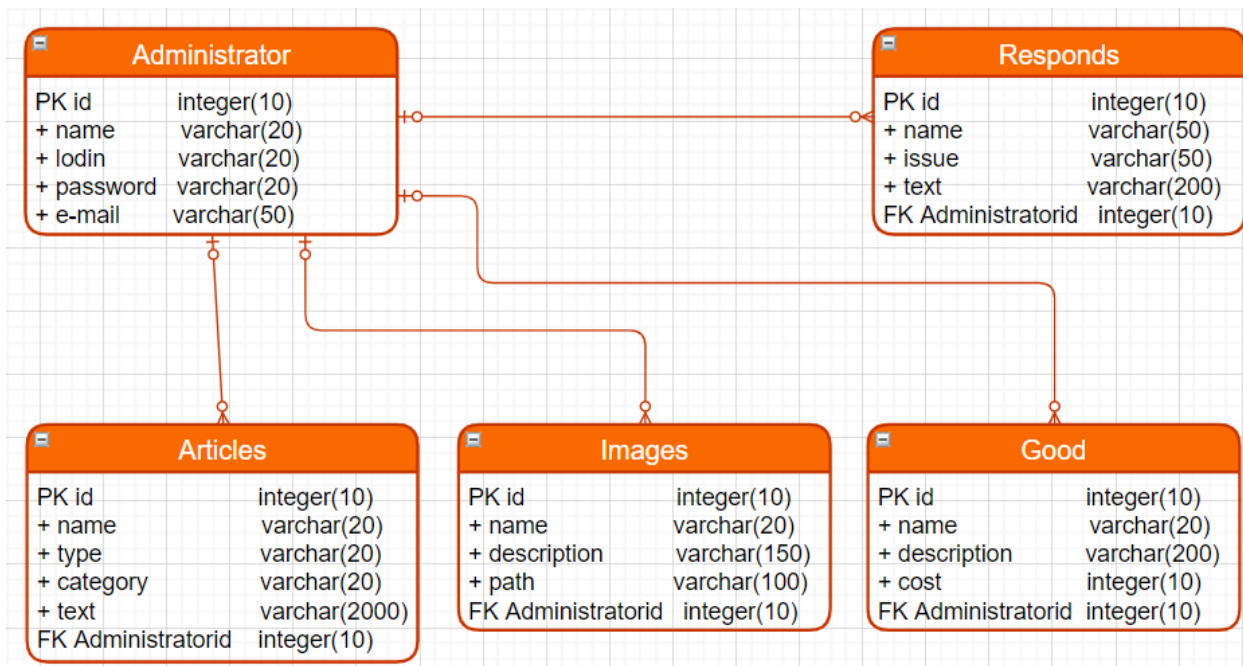 Administrator
PK id integer(10)
+ name varchar(20)
+ lodin varchar(20)
+ password varchar(20)
+ e-mail varchar(50)
Responds
PK id integer(10)
+ name varchar(50)
+ issue varchar(50)
+ text varchar(200)
FK Administratorid integer(10)
Articles
PK id integer(10)
+ name varchar(20)
+ type varchar(20)
+ category varchar(20)
+ text varchar(2000)
FK Administratorid integer(10)
Images
PK id integer(10)
+ name varchar(20)
+ description varchar(150)
+ path varchar(100)
FK Administratorid integer(10)
Good
PK id integer(10)
+ name varchar(20)
+ description varchar(200)
+ cost integer(10)
FK Administratorid integer(10)